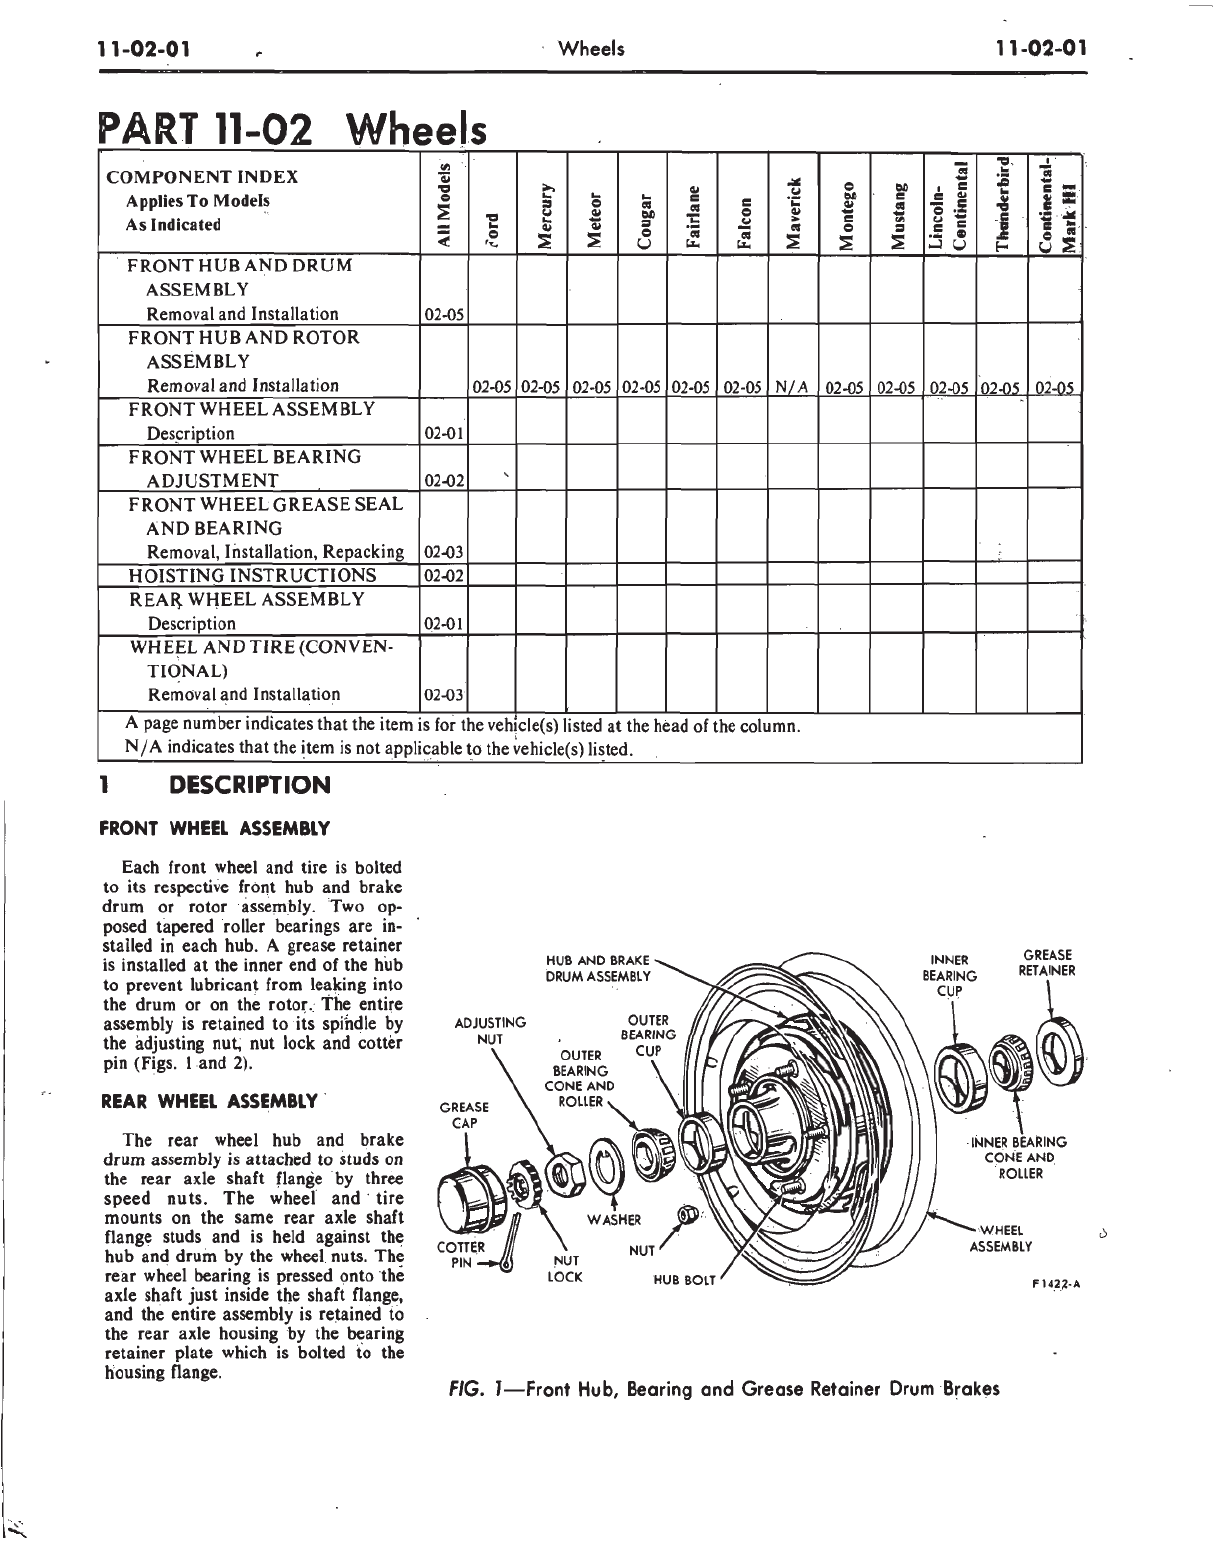 11-02-01 Wheels 11-02-01
PART 11-02 Wheels
COMPONENT INDEX
Applies To Models
As Indicated
All Models
Ford
Mercury
Meteor
Cougar
Fairlane
Falcon
Maverick
Montego
Mustang
Lincoln-
Continental
Thunderbird
Continental-
Mark III
FRONT HUB AND DRUM
ASSEMBLY
Removal and Installation 02-05
FRONT HUB AND ROTOR
ASSEMBLY
Removal and Installation 02-05 02-05 02-05 02-05 02-05 02-05 N/A 02-05 02-05 02-05 02-05 02-05
FRONT WHEEL ASSEMBLY
Description 02-01
FRONT WHEEL BEARING
ADJUSTMENT 02-02
FRONT WHEEL GREASE SEAL
AND BEARING
Removal, Installation, Repacking 02-03
HOISTING INSTRUCTIONS 02-02
REAR WHEEL ASSEMBLY
Description 02-01
WHEEL AND TIRE (CONVEN-
TIONAL)
Removal and Installation 02-03
A page number indicates that the item is for the vehicle(s) listed at the head of the column.
N/A indicates that the item is not applicable to the vehicle(s) listed.
1 DESCRIPTION
FRONT WHEEL ASSEMBLY
Each front wheel and tire is bolted
to its respective front hub and brake
drum or rotor assembly. Two op-
posed tapered roller bearings are in-
stalled in each hub. A grease retainer
is installed at the inner end of the hub
to prevent lubricant from leaking into
the drum or on the rotor. The entire
assembly is retained to its spindle by
the adjusting nut, nut lock and cotter
pin (Figs. 1 and 2).
REAR WHEEL ASSEMBLY
The rear wheel hub and brake
drum assembly is attached to studs on
the rear axle shaft flange by three
speed nuts. The wheel and tire
mounts on the same rear axle shaft
flange studs and is held against the
hub and drum by the wheel nuts. The
rear wheel bearing is pressed onto the
axle shaft just inside the shaft flange,
and the entire assembly is retained to
the rear axle housing by the bearing
retainer plate which is bolted to the
housing flange.
HUB AND BRAKE
DRUM ASSEMBLY
INNER
BEARING
CUP
GREASE
RETAINER
ADJUSTING
NUT
OUTER
BEARING
CUP
OUTER
BEARING
CONE AND
ROLLER
GREASE
CAP
INNER BEARING
CONE AND
ROLLER
WASHER
WHEEL
ASSEMBLY
COTTER
PIN
NUT
LOCK
NUT
HUB BOLT
F1422-A
FIG. 1—Front Hub, Bearing and Grease Retainer Drum Brakes